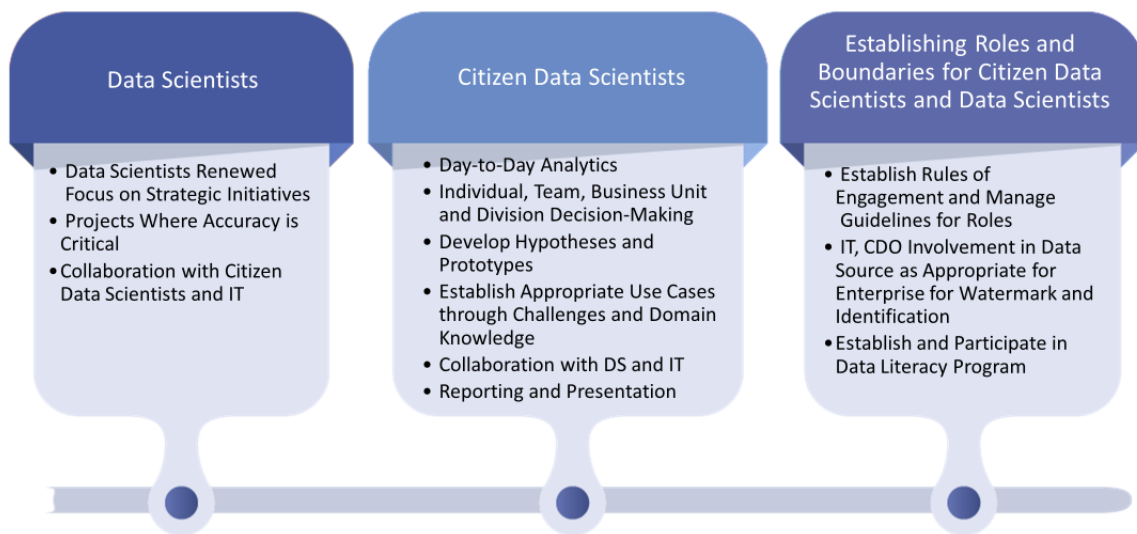 Data Scientists
• Data Scientists Renewed
Focus on Strategic Initiatives
• Projects Where Accuracy is
Critical
• Collaboration with Citizen
Data Scientists and IT
Citizen Data Scientists
• Day-to-Day Analytics
• Individual, Team, Business Unit
and Division Decision-Making
• Develop Hypotheses and
Prototypes
• Establish Appropriate Use Cases
through Challenges and Domain
Knowledge
• Collaboration with DS and IT
• Reporting and Presentation
Establishing Roles and
Boundaries for Citizen Data
Scientists and Data Scientists
• Establish Rules of
Engagement and Manage
Guidelines for Roles
• IT, CDO Involvement in Data
Source as Appropriate for
Enterprise for Watermark and
Identification
• Establish and Participate in
Data Literacy Program